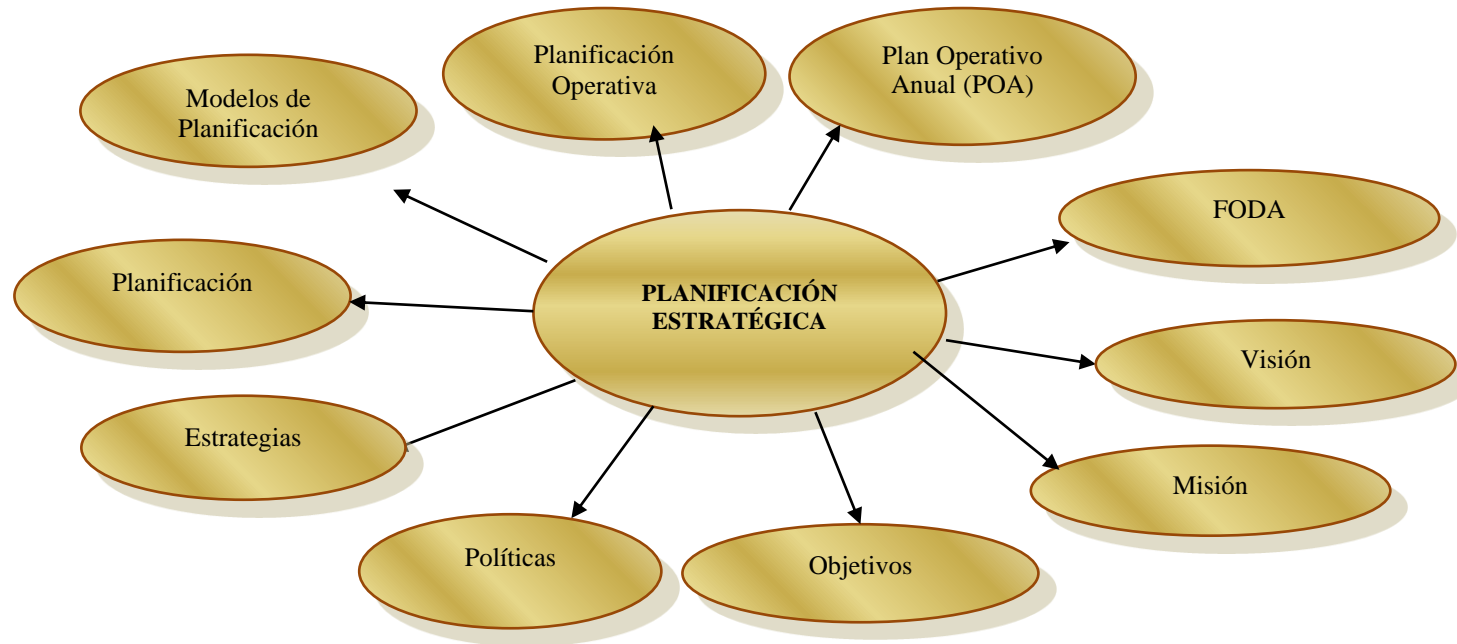 Planificación
Operativa
Plan Operativo
Anual (POA)
Modelos de
Planificación
FODA
Planificación
PLANIFICACIÓN
ESTRATÉGICA
Visión
Estrategias
Misión
Políticas
Objetivos